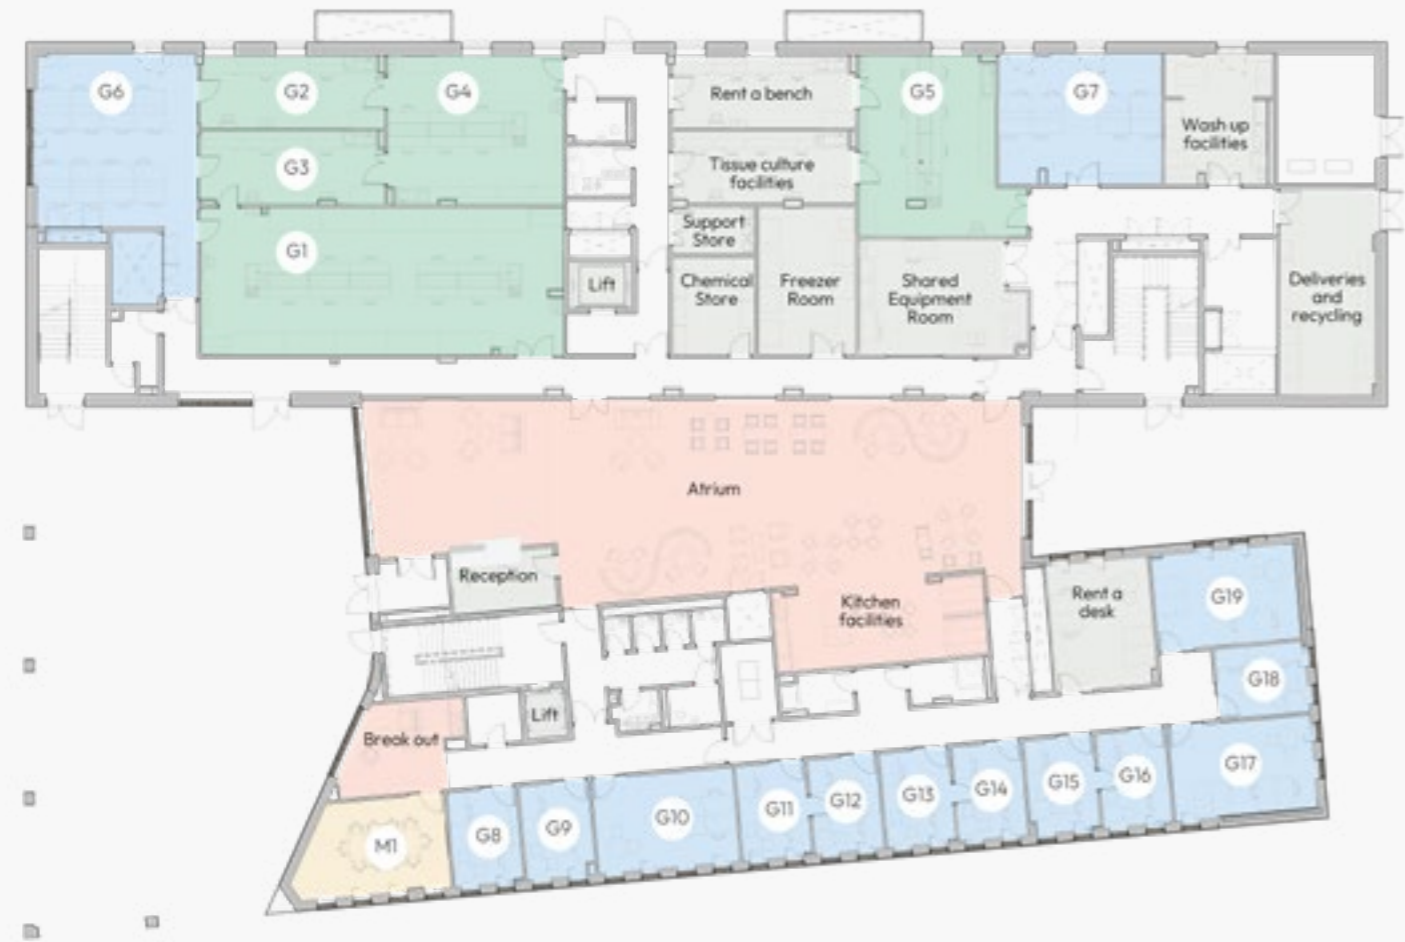 G6
G2
G4
Rent a bench
G5
G7
Wash up
facilities
G3
Tissue culture
facilities
G1
Support
Store
Lift
Chemical
Store
Freezer
Room
Shared
Equipment
Room
Deliveries
and
recycling
Atrium
Reception
Kitchen
facilities
Rent a
desk
G19
G18
Lift
Break out
G17
G16
G15
G14
G13
G12
G11
G10
G9
G8
M1